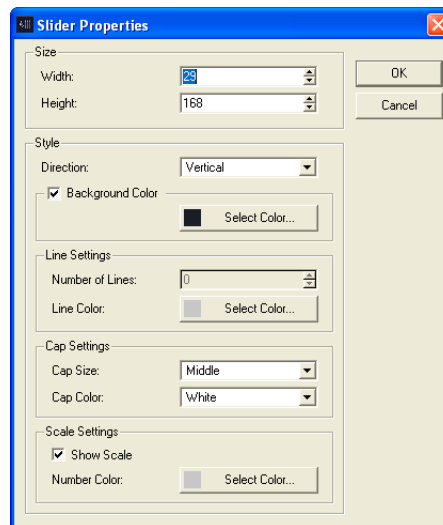 Slider Properties
Size
Width: 29
OK
Height: 168
Cancel
Style
Direction: Vertical
Background Color
Select Color...
Line Settings
Number of Lines: 0
Line Color: Select Color...
Cap Settings
Cap Size: Middle
Cap Color: White
Scale Settings
Show Scale
Number Color: Select Color...